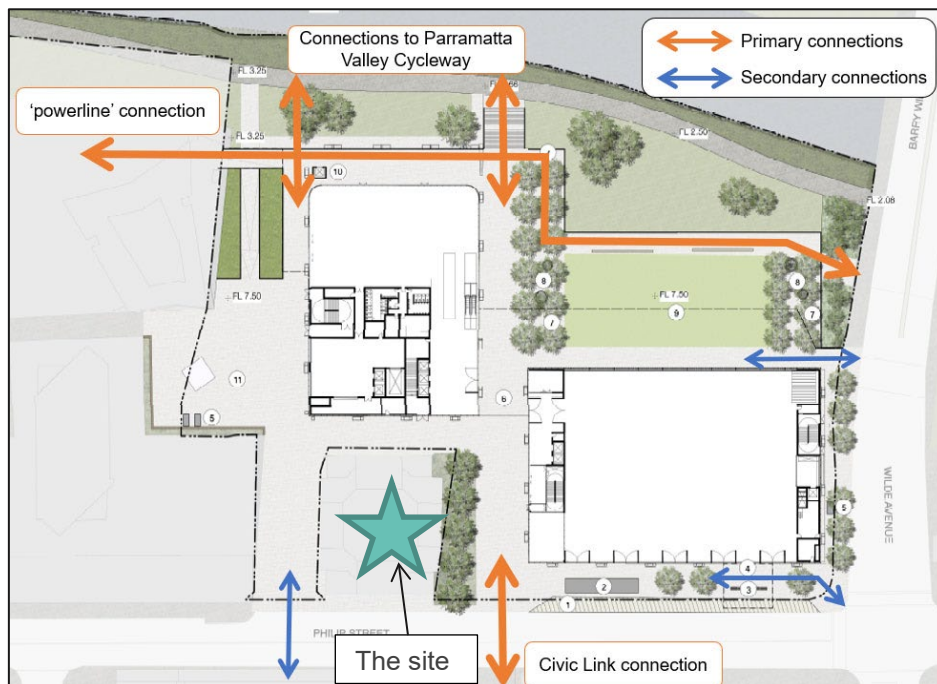 Connections to Parramatta
Valley Cycleway
Primary connections
Secondary connections
FL 3.25
'powerline' connection
FL 3.25
FL 2.50
FL 2.08
10
8
8
FL 7.50
FL 7.50
7
9
7
11
6
5
5
4
2
3
1
WILDE AVENUE
PHILIP STREET
The site
Civic Link connection